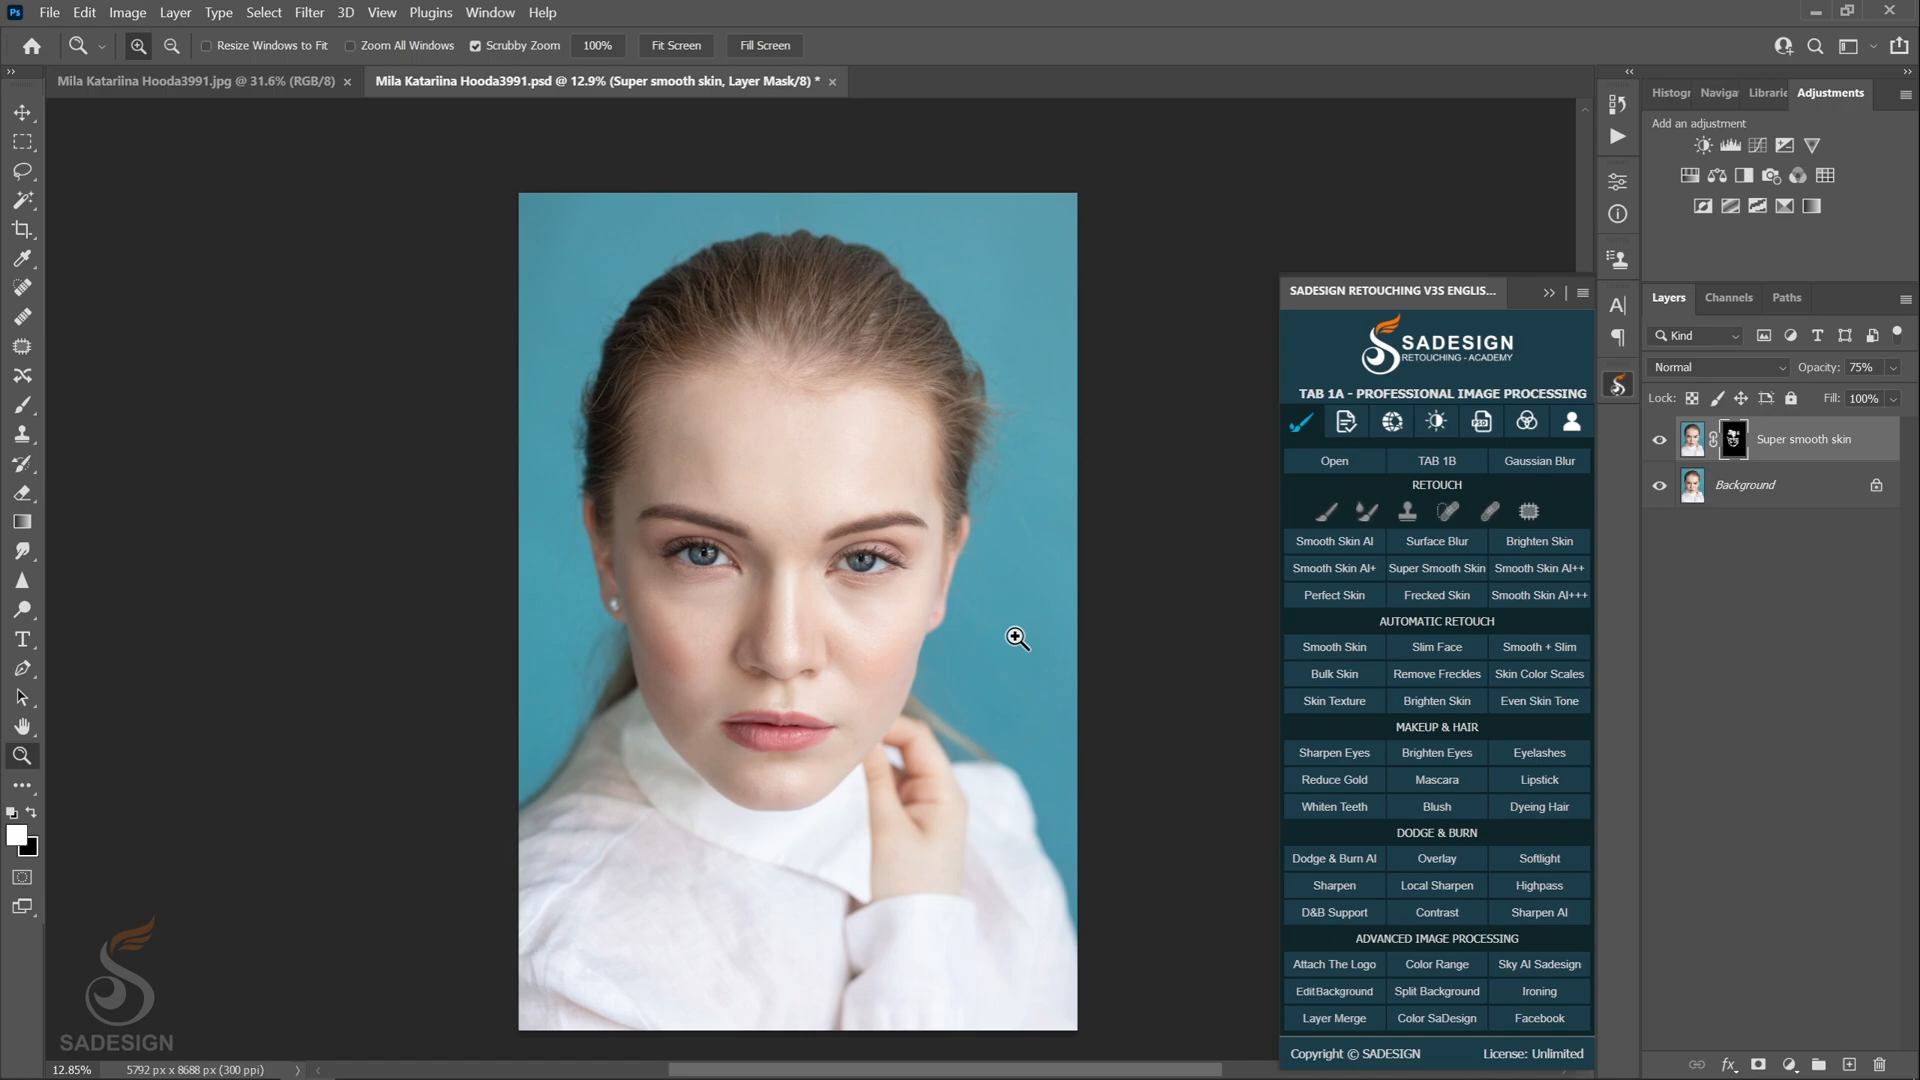 Ps File Edit Image Layer Type Select Filter 3D View Plugins Window Help
Resize Windows to Fit Zoom All Windows Scrubby Zoom 100% Fit Screen Fill Screen
Mila Katariina Hooda3991.jpg @ 31.6% (RGB/8) × Mila Katariina Hooda3991.psd @ 12.9% (Super smooth skin, Layer Mask/8) * ×
Histogr Naviga Librarie Adjustments
Add an adjustment
Layers Channels Paths
Kind
Normal Opacity: 75%
Lock: Fill: 100%
Super smooth skin
Background
SADESIGN RETOUCHING V3S ENGLIS...
SADESIGN
RETOUCHING - ACADEMY
TAB 1A - PROFESSIONAL IMAGE PROCESSING
Open TAB 1B Gaussian Blur
RETOUCH
Smooth Skin AI Surface Blur Brighten Skin
Smooth Skin AI+ Super Smooth Skin Smooth Skin AI++
Perfect Skin Frecked Skin Smooth Skin AI+++
AUTOMATIC RETOUCH
Smooth Skin Slim Face Smooth + Slim
Bulk Skin Remove Freckles Skin Color Scales
Skin Texture Brighten Skin Even Skin Tone
MAKEUP & HAIR
Sharpen Eyes Brighten Eyes Eyelashes
Reduce Gold Mascara Lipstick
Whiten Teeth Blush Dyeing Hair
DODGE & BURN
Dodge & Burn AI Overlay Softlight
Sharpen Local Sharpen Highpass
D&B Support Contrast Sharpen AI
ADVANCED IMAGE PROCESSING
Attach The Logo Color Range Sky AI Sadesign
EditBackground Split Background Ironing
Layer Merge Color SaDesign Facebook
Copyright © SADESIGN License: Unlimited
SADESIGN
12.85% 5792 px x 8688 px (300 ppi)